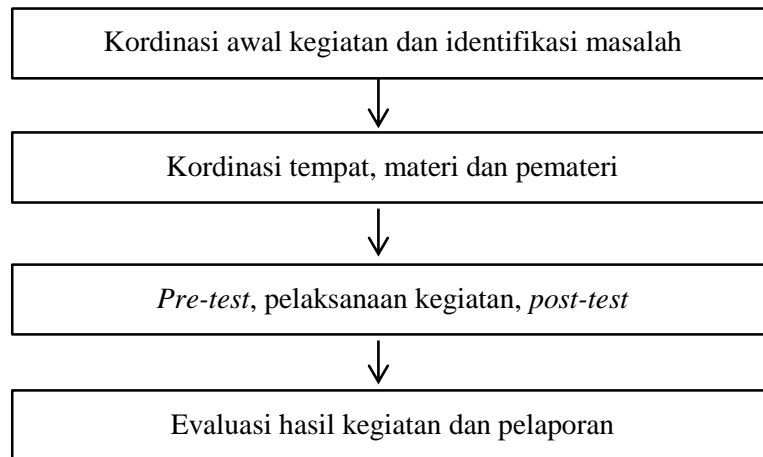 Kordinasi awal kegiatan dan identifikasi masalah
Kordinasi tempat, materi dan pemateri
Pre-test, pelaksanaan kegiatan, post-test
Evaluasi hasil kegiatan dan pelaporan